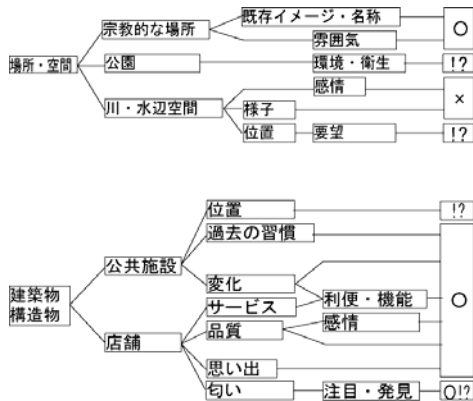 既存イメージ・名称
宗教的な場所
雰囲気
○
場所・空間
公園
環境・衛生
!?
感情
川・水辺空間
様子
×
位置
要望
!?
位置
!?
過去の習慣
公共施設
変化
建築物
構造物
サービス
利便・機能
○
店舗
品質
感情
思い出
匂い
注目・発見
○!?